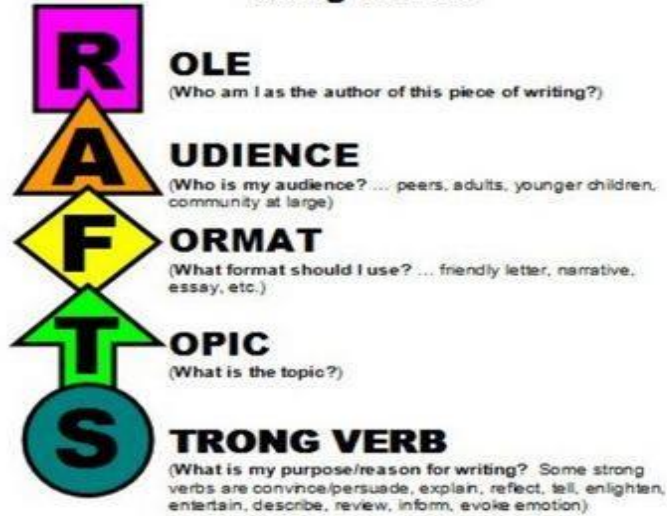 R OLE
(Who am I as the author of this piece of writing?)
A UDIENCE
(Who is my audience? ... peers, adults, younger children,
community at large)
F ORMAT
(What format should I use? ... friendly letter, narrative,
essay, etc.)
T OPIC
(What is the topic?)
S TRONG VERB
(What is my purpose/reason for writing? Some strong
verbs are convince/persuade, explain, reflect, tell, enlighten,
entertain, describe, review, inform, evoke emotion)